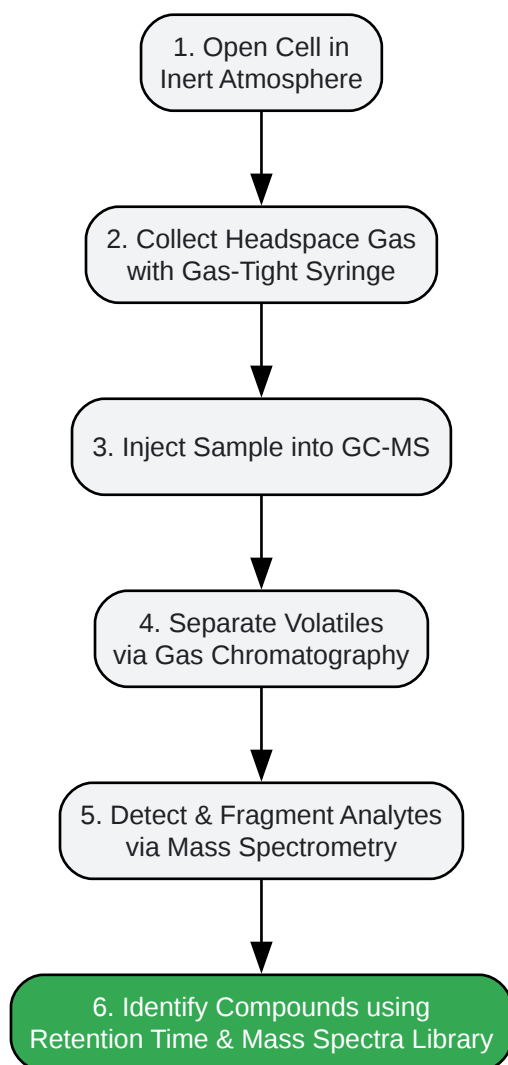 1. Open Cell in
Inert Atmosphere
2. Collect Headspace Gas
with Gas-Tight Syringe
3. Inject Sample into GC-MS
4. Separate Volatiles
via Gas Chromatography
5. Detect & Fragment Analytes
via Mass Spectrometry
6. Identify Compounds using
Retention Time & Mass Spectra Library